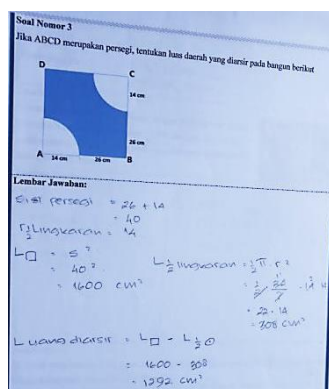 Soal Nomor 3
Jika ABCD merupakan persegi, tentukan luas daerah yang diarsir pada bangun berikut
D
C
14 cm
26 cm
A
14 cm
26 cm
B
Lembar Jawaban:
Sisi persegi = 26 + 14
= 40
r ½ Lingkaran = 14
L□ = s²
= 40²
= 1600 cm²
L ½ lingkaran = ½ π . r²
= 22 . 14
= 308 cm²
L diarsir = L□ - L ½ ⊙
= 1600 - 308
= 1292 cm²